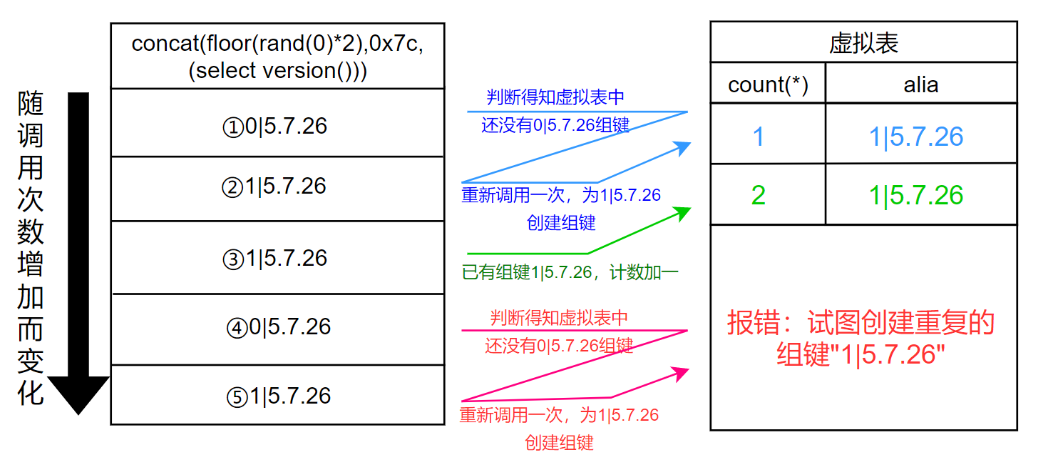 随调用次数增加而变化
concat(floor(rand(0)*2),0x7c,
(select version()))
①0|5.7.26
②1|5.7.26
③1|5.7.26
④0|5.7.26
⑤1|5.7.26
判断得知虚拟表中
还没有0|5.7.26组键
重新调用一次，为1|5.7.26
创建组键
已有组键1|5.7.26，计数加一
判断得知虚拟表中
还没有0|5.7.26组键
重新调用一次，为1|5.7.26
创建组键
虚拟表
count(*) alia
1 1|5.7.26
2 1|5.7.26
报错：试图创建重复的
组键"1|5.7.26"